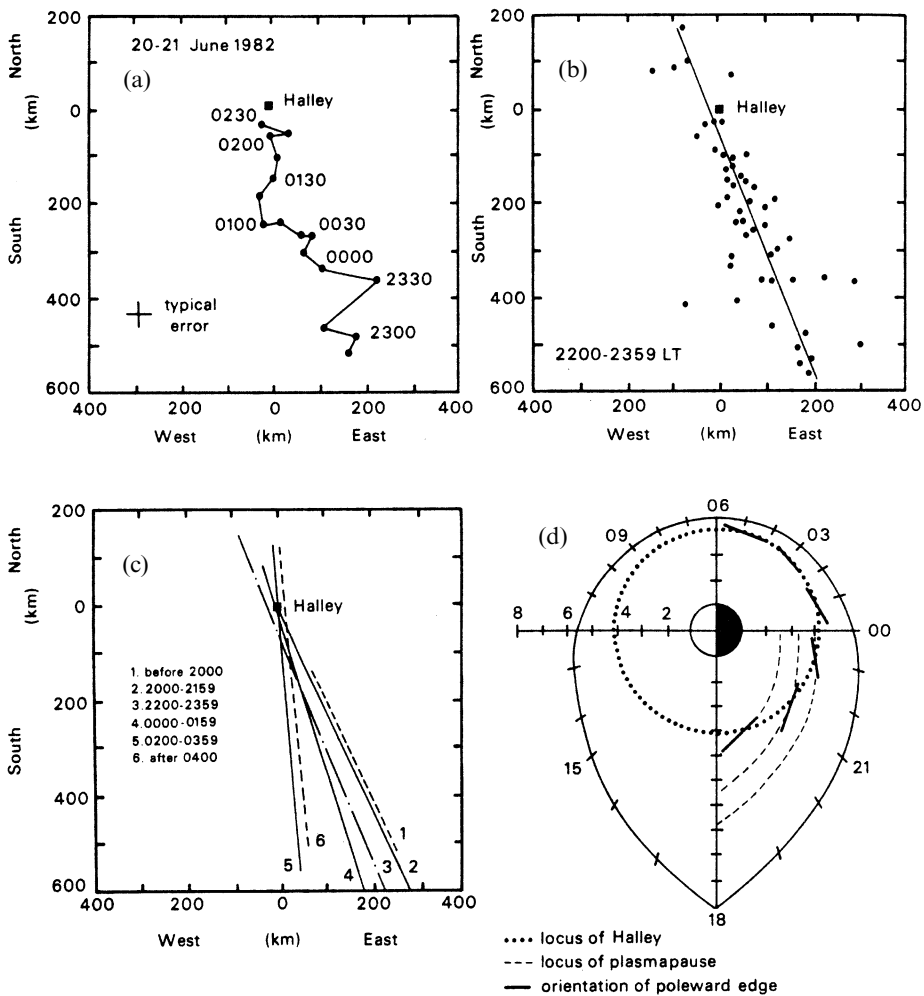 200
0
200
400
600
North
(km)
South
20-21 June 1982
(a)
Halley
0230
0200
0130
0100
0030
0000
2330
2300
typical
error
400 200 0 200 400
West (km) East
200
0
200
400
600
North
(km)
South
(b)
Halley
2200-2359 LT
400 200 0 200 400
West (km) East
200
0
200
400
600
North
(km)
South
(c)
Halley
1. before 2000
2. 2000-2159
3. 2200-2359
4. 0000-0159
5. 0200-0359
6. after 0400
1
6
5
4
3
2
400 200 0 200 400
West (km) East
(d)
06
09
03
8 6 4 2
00
15
21
18
locus of Halley
locus of plasmapause
orientation of poleward edge